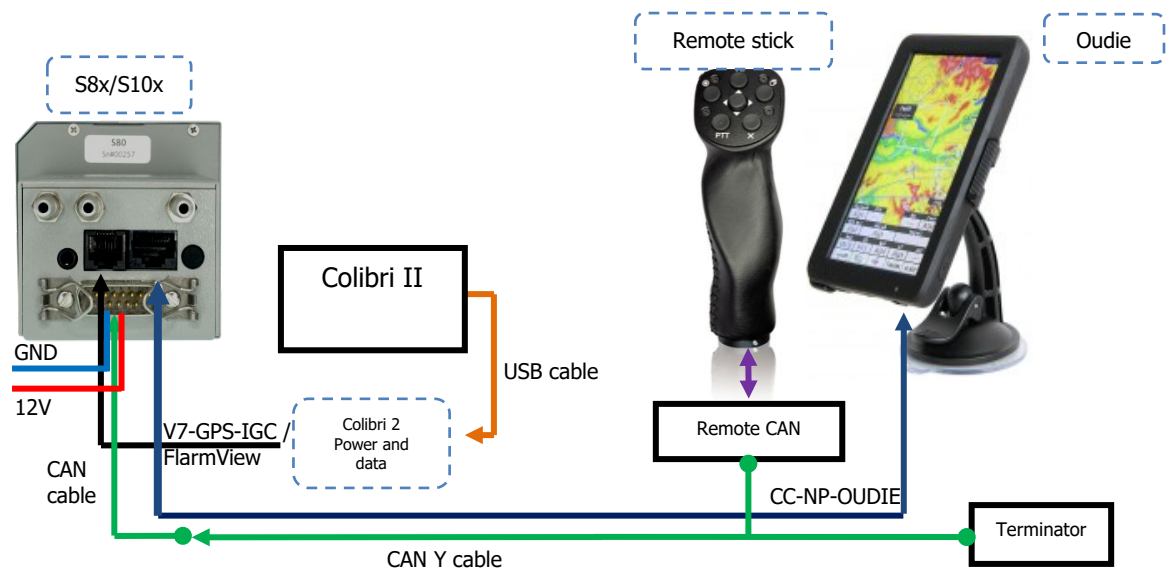 Remote stick
Oudie
S8x/S10x
S80
Sn#00257
PTT
X
Colibri II
GND
12V
USB cable
V7-GPS-IGC /
FlarmView
Colibri 2
Power and
data
Remote CAN
CAN
cable
CC-NP-OUDIE
Terminator
CAN Y cable